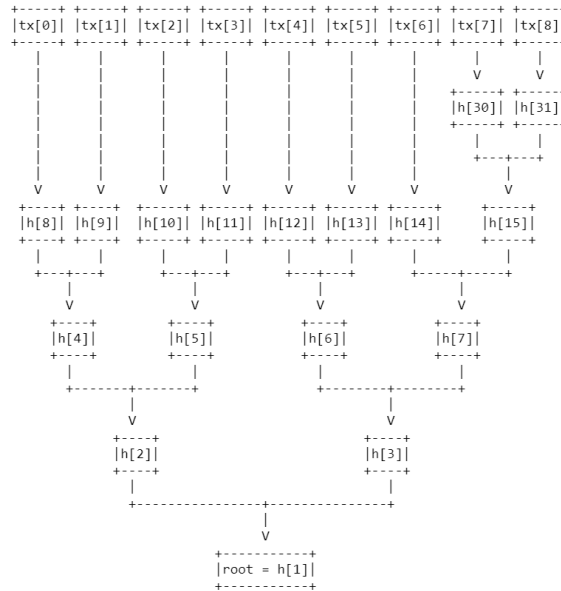 tx[0] tx[1] tx[2] tx[3] tx[4] tx[5] tx[6] tx[7] tx[8]
h[30] h[31]
h[8] h[9] h[10] h[11] h[12] h[13] h[14] h[15]
h[4] h[5] h[6] h[7]
h[2] h[3]
root = h[1]